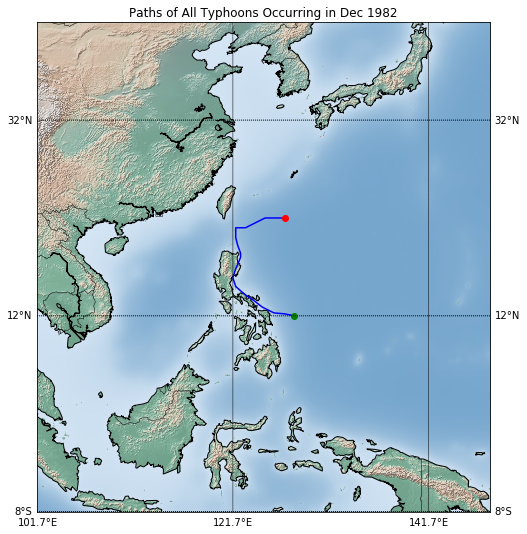 Paths of All Typhoons Occurring in Dec 1982
32°N 32°N
12°N 12°N
8°S 8°S
101.7°E 121.7°E 141.7°E